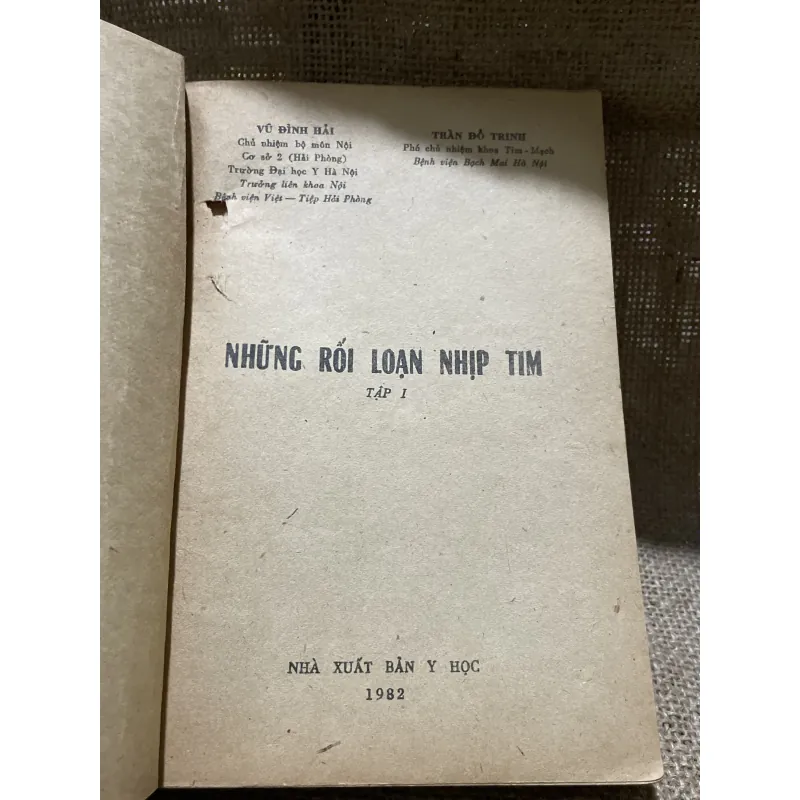 VŨ ĐÌNH HẢI
Chủ nhiệm bộ môn Nội
Cơ sở 2 (Hải Phòng)
Trường Đại học Y Hà Nội
Trưởng liên khoa Nội
Bệnh viện Việt — Tiệp Hải Phòng
TRẦN ĐỖ TRINH
Phó chủ nhiệm khoa Tim - Mạch
Bệnh viện Bạch Mai Hà Nội
NHỮNG RỐI LOẠN NHỊP TIM
TẬP I
NHÀ XUẤT BẢN Y HỌC
1982